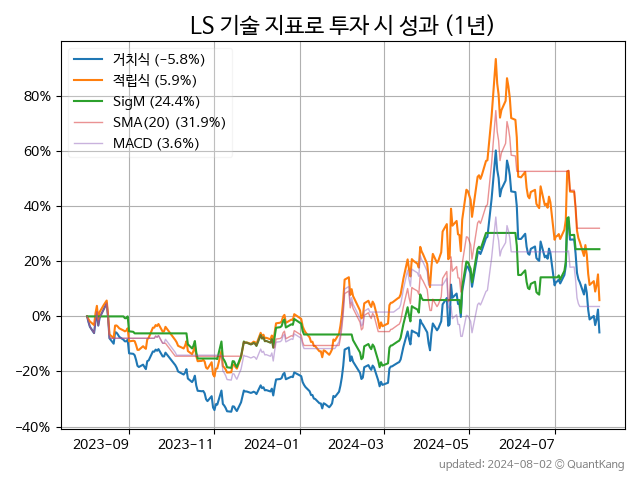 LS 기술 지표로 투자 시 성과 (1년)
거치식 (−5.8%)
적립식 (5.9%)
SigM (24.4%)
SMA(20) (31.9%)
MACD (3.6%)
80%
60%
40%
20%
0%
−20%
−40%
2023-09 2023-11 2024-01 2024-03 2024-05 2024-07
updated: 2024-08-02 © QuantKang